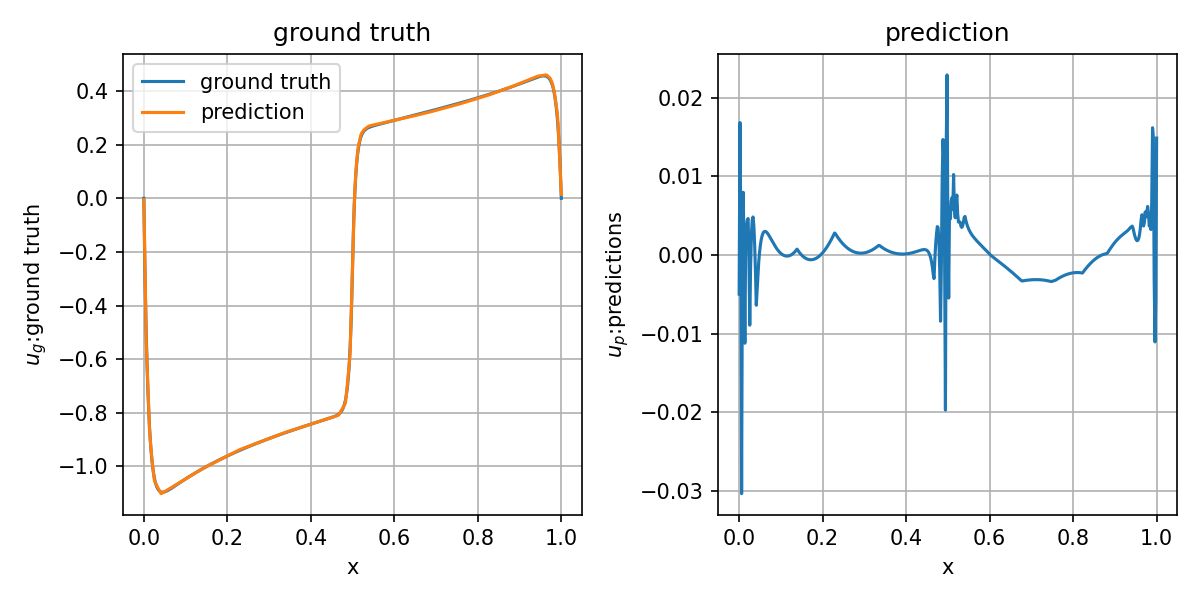 ground truth
ground truth
prediction
0.4
0.2
0.0
−0.2
−0.4
−0.6
−0.8
−1.0
u_g:ground truth
0.0 0.2 0.4 0.6 0.8 1.0
x
prediction
0.02
0.01
0.00
−0.01
−0.02
−0.03
u_p:predictions
0.0 0.2 0.4 0.6 0.8 1.0
x